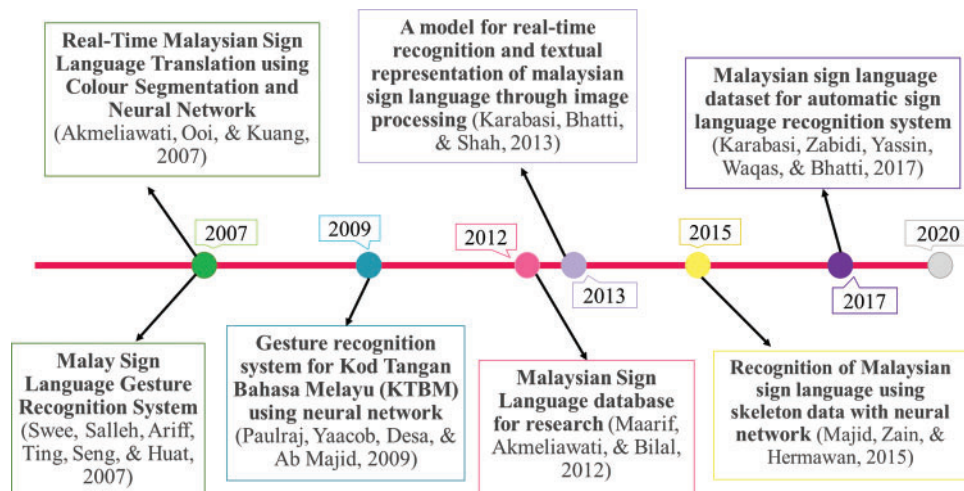 Real-Time Malaysian Sign
Language Translation using
Colour Segmentation and
Neural Network
(Akmeliawati, Ooi, & Kuang,
2007)
A model for real-time
recognition and textual
representation of malaysian
sign language through image
processing (Karabasi, Bhatti,
& Shah, 2013)
Malaysian sign language
dataset for automatic sign
language recognition system
(Karabasi, Zabidi, Yassin,
Waqas, & Bhatti, 2017)
2007
2009
2012
2013
2015
2017
2020
Malay Sign
Language Gesture
Recognition System
(Swee, Salleh, Ariff,
Ting, Seng, & Huat,
2007)
Gesture recognition
system for Kod Tangan
Bahasa Melayu (KTBM)
using neural network
(Paulraj, Yaacob, Desa, &
Ab Majid, 2009)
Malaysian Sign
Language database
for research (Maarif,
Akmeliawati, & Bilal,
2012)
Recognition of Malaysian
sign language using
skeleton data with neural
network (Majid, Zain, &
Hermawan, 2015)